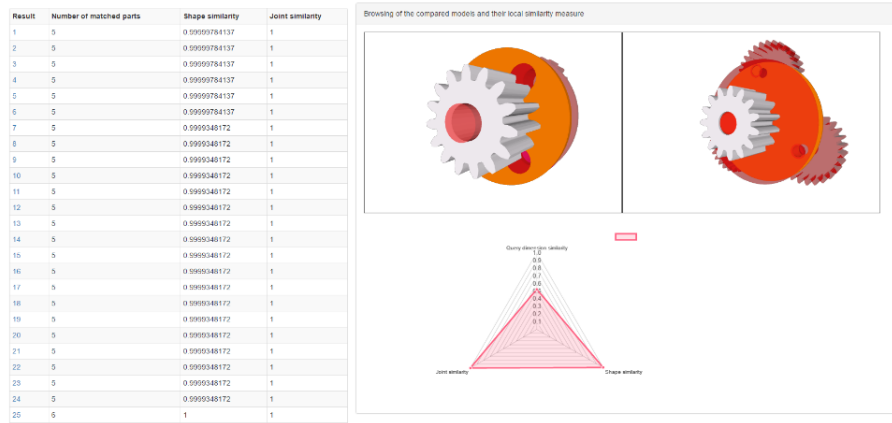 Result Number of matched parts Shape similarity Joint similarity
1 5 0.99999784137 1
2 5 0.99999784137 1
3 5 0.99999784137 1
4 5 0.99999784137 1
5 5 0.99999784137 1
6 5 0.99999784137 1
7 5 0.9999348172 1
8 5 0.9999348172 1
9 5 0.9999348172 1
10 5 0.9999348172 1
11 5 0.9999348172 1
12 5 0.9999348172 1
13 5 0.9999348172 1
14 5 0.9999348172 1
15 5 0.9999348172 1
16 5 0.9999348172 1
17 5 0.9999348172 1
18 5 0.9999348172 1
19 5 0.9999348172 1
20 5 0.9999348172 1
21 5 0.9999348172 1
22 5 0.9999348172 1
23 5 0.9999348172 1
24 5 0.9999348172 1
25 6 1 1
Browsing of the compared models and their local similarity measure
Query similarity
1.0
0.9
0.8
0.7
0.6
0.4
0.3
0.2
0.1
Joint similarity
Shape similarity